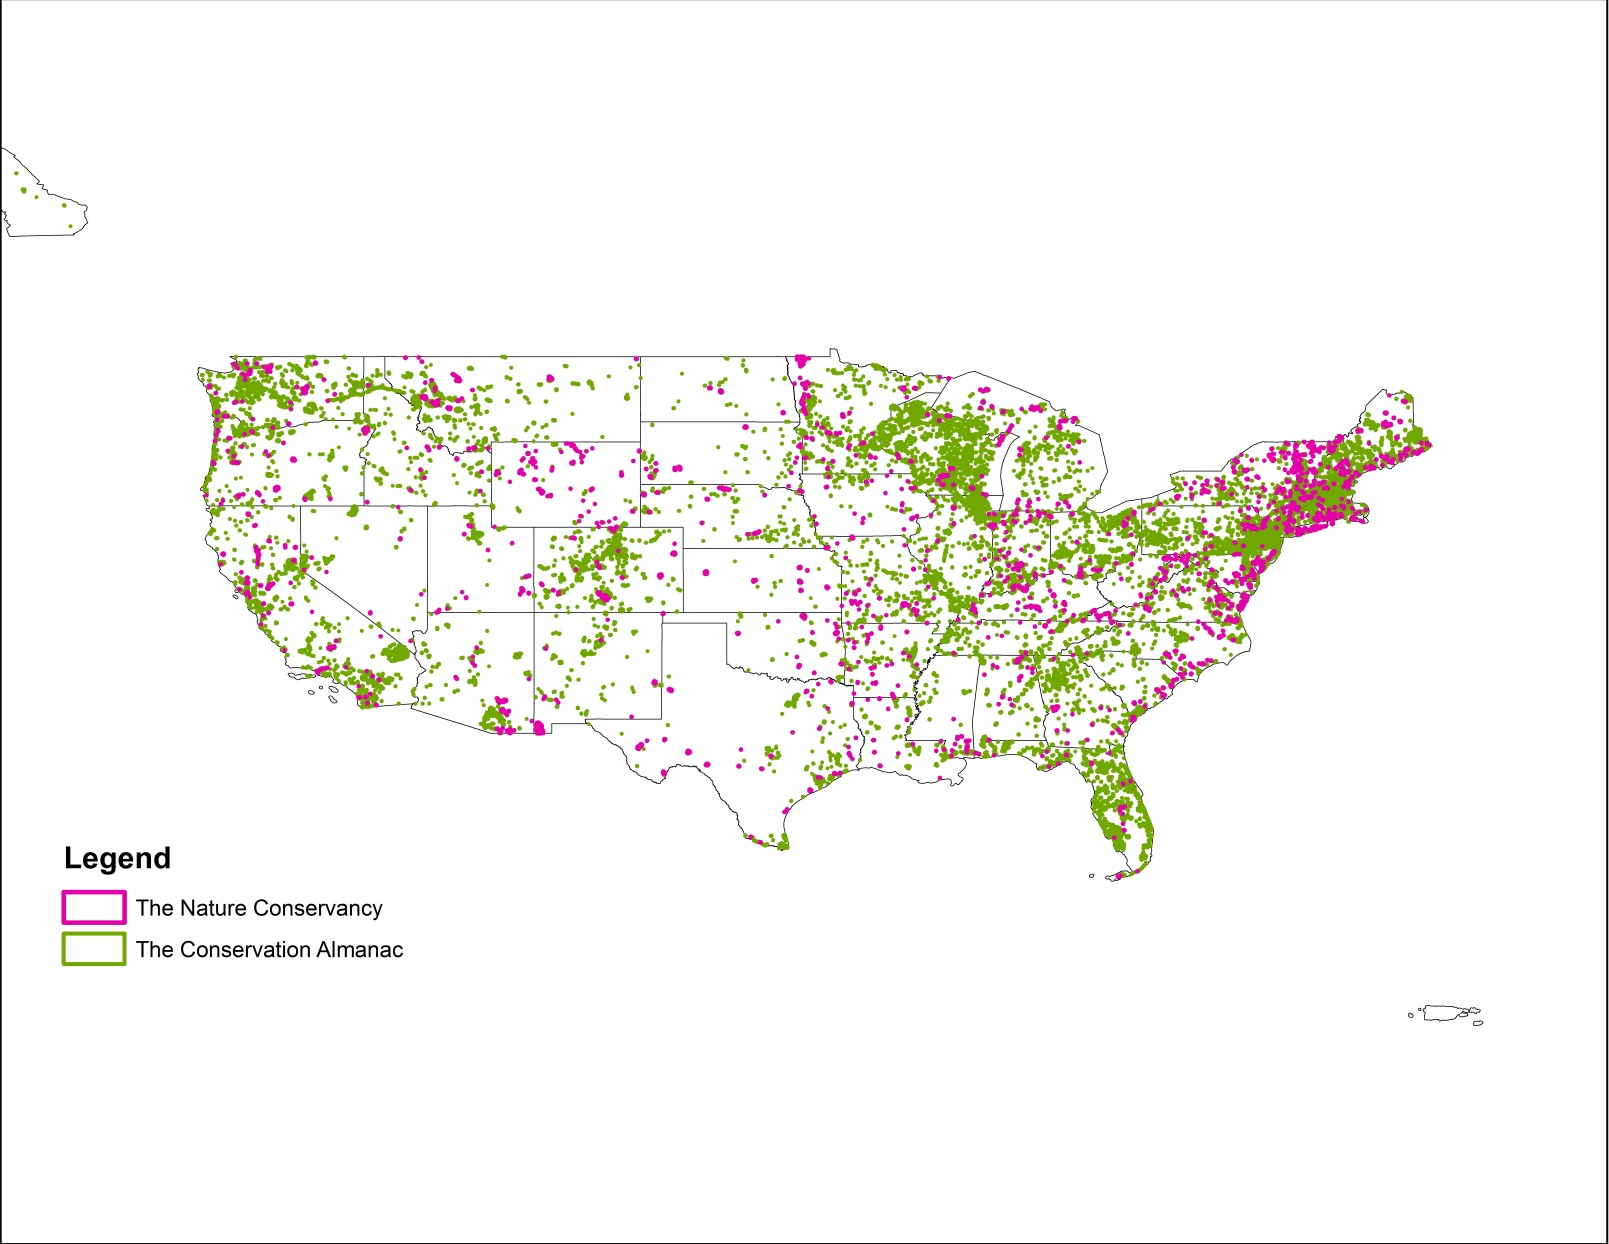 Legend
The Nature Conservancy
The Conservation Almanac